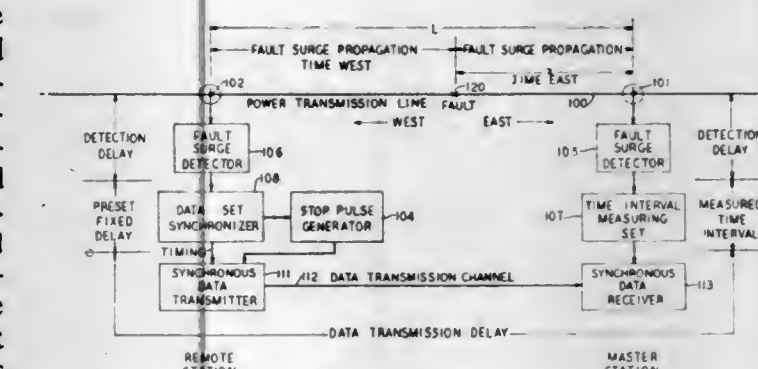 L
FAULT SURGE PROPAGATION
TIME WEST
FAULT SURGE PROPAGATION
TIME EAST
102
120
101
POWER TRANSMISSION LINE
FAULT
100
WEST
EAST
DETECTION
DELAY
FAULT
SURGE
DETECTOR
106
105
FAULT
SURGE
DETECTOR
DETECTION
DELAY
108
PRESET
FIXED
DELAY
DATA SET
SYNCHRONIZER
STOP PULSE
GENERATOR
104
107
TIME INTERVAL
MEASURING
SET
MEASURED
TIME
INTERVAL
TIMING
SYNCHRONOUS
DATA
TRANSMITTER
111
112
DATA TRANSMISSION CHANNEL
SYNCHRONOUS
DATA
RECEIVER
113
DATA TRANSMISSION DELAY
REMOTE
STATION
MASTER
STATION